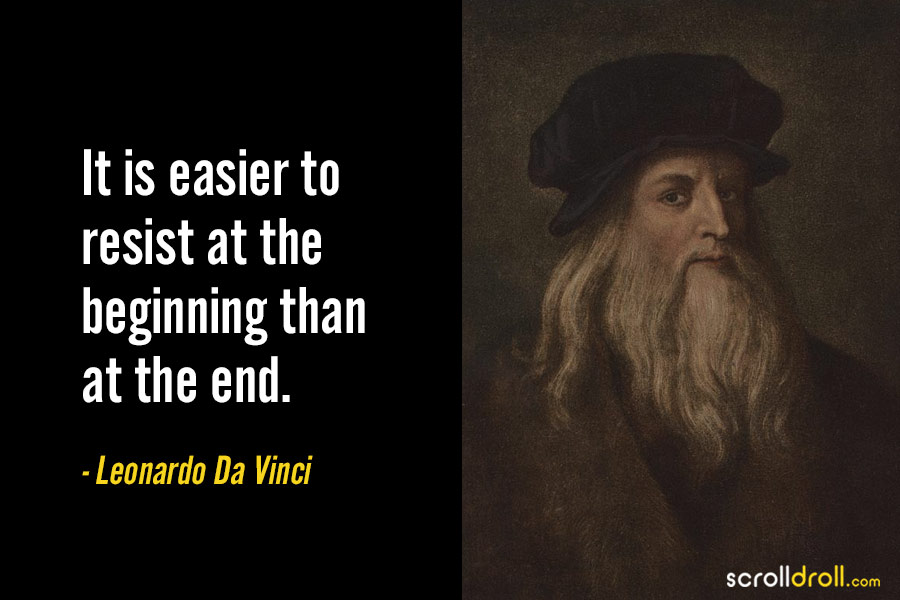 It is easier to
resist at the
beginning than
at the end.
- Leonardo Da Vinci
scrolldroll.com